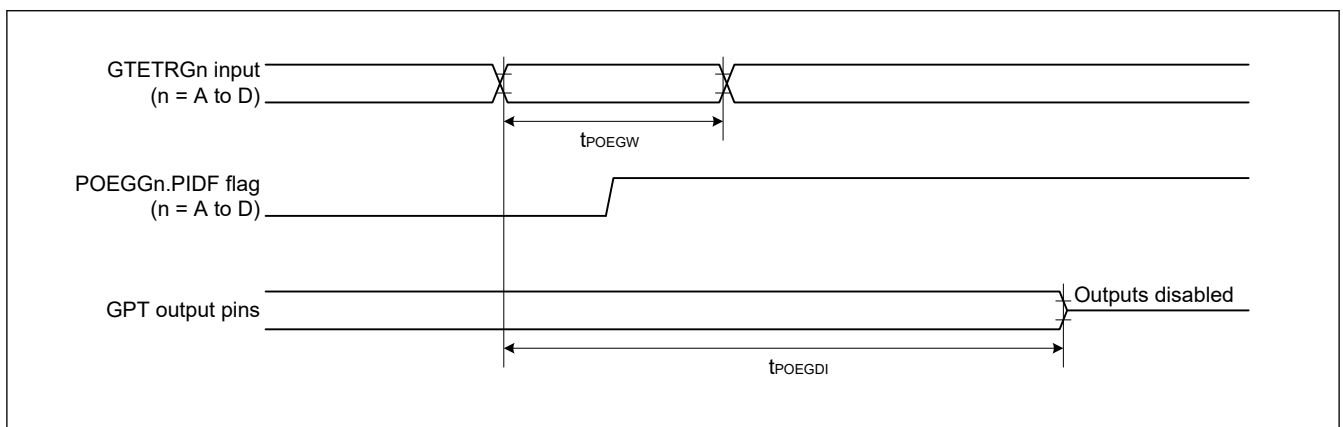 GTETRGn input
(n = A to D)
tPOEGW
POEGGn.PIDF flag
(n = A to D)
GPT output pins
Outputs disabled
tPOEGDI